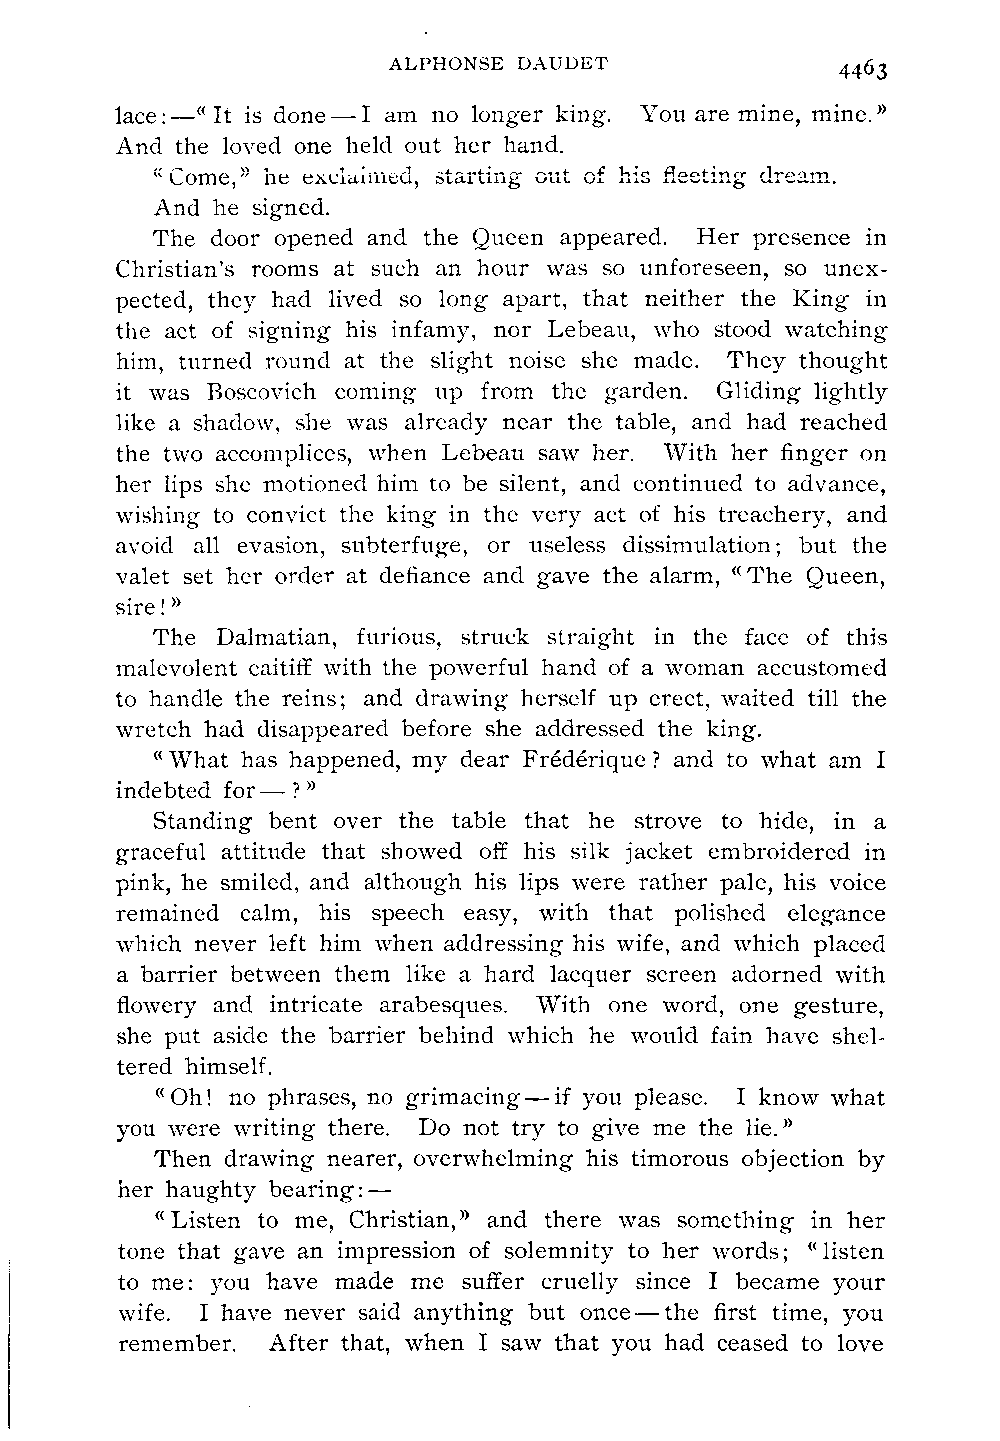 ALPHONSE DAUDET
4463
lace:—“It is done—I am no longer king. You are mine, mine.”
And the loved one held out her hand.
“Come,” he exclaimed, starting out of his fleeting dream.
And he signed.
The door opened and the Queen appeared. Her presence in
Christian's rooms at such an hour was so unforeseen, so unex-
pected, they had lived so long apart, that neither the King in
the act of signing his infamy, nor Lebeau, who stood watching
him, turned round at the slight noise she made. They thought
it was Boscovich coming up from the garden. Gliding lightly
like a shadow, she was already near the table, and had reached
the two accomplices, when Lebeau saw her. With her finger on
her lips she motioned him to be silent, and continued to advance,
wishing to convict the king in the very act of his treachery, and
avoid all evasion, subterfuge, or useless dissimulation; but the
valet set her order at defiance and gave the alarm, “The Queen,
sire!”
The Dalmatian, furious, struck straight in the face of this
malevolent caitiff with the powerful hand of a woman accustomed
to handle the reins; and drawing herself up erect, waited till the
wretch had disappeared before she addressed the king.
“What has happened, my dear Frédérique? and to what am I
indebted for—?”
Standing bent over the table that he strove to hide, in a
graceful attitude that showed off his silk jacket embroidered in
pink, he smiled, and although his lips were rather pale, his voice
remained calm, his speech easy, with that polished elegance
which never left him when addressing his wife, and which placed
a barrier between them like a hard lacquer screen adorned with
flowery and intricate arabesques. With one word, one gesture,
she put aside the barrier behind which he would fain have shel-
tered himself.
“Oh! no phrases, no grimacing—if you please. I know what
you were writing there. Do not try to give me the lie.”
Then drawing nearer, overwhelming his timorous objection by
her haughty bearing:—
“Listen to me, Christian,” and there was something in her
tone that gave an impression of solemnity to her words; “listen
to me: you have made me suffer cruelly since I became your
wife. I have never said anything but once—the first time, you
remember. After that, when I saw that you had ceased to love